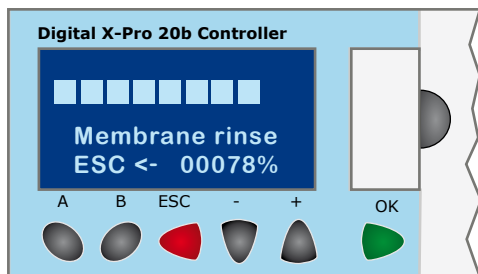 Digital X-Pro 20b Controller
Membrane rinse
ESC <- 00078%
A B ESC - + OK